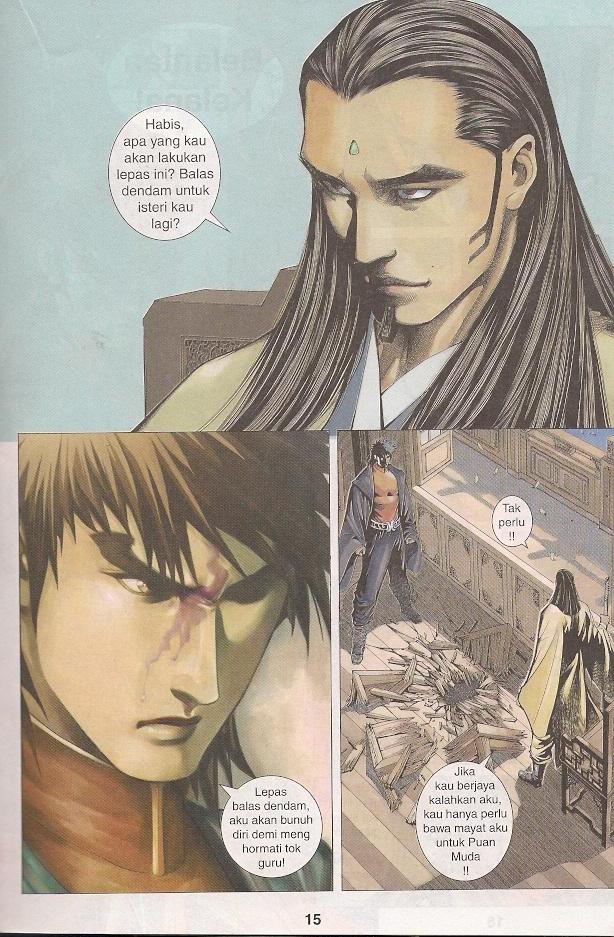 Habis,
apa yang kau
akan lakukan
lepas ini? Balas
dendam untuk
isteri kau
lagi?
Lepas
balas dendam,
aku akan bunuh
diri demi meng
hormati tok
guru!
Tak
perlu
!!
Jika
kau berjaya
kalahkan aku,
kau hanya perlu
bawa mayat aku
untuk Puan
Muda
!!
15